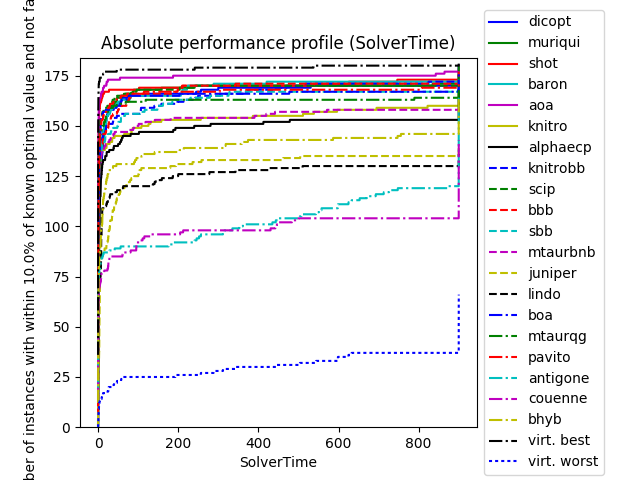 Absolute performance profile (SolverTime)
of instances with within 10.0% of known optimal value and not
175
150
125
100
75
50
25
0
0 200 400 600 800
SolverTime
dicopt
muriqui
shot
baron
aoa
knitro
alphaecp
knitrobb
scip
bbb
sbb
mtaurbnb
juniper
lindo
boa
mtaurqg
pavito
antigone
couenne
bhyb
virt. best
virt. worst